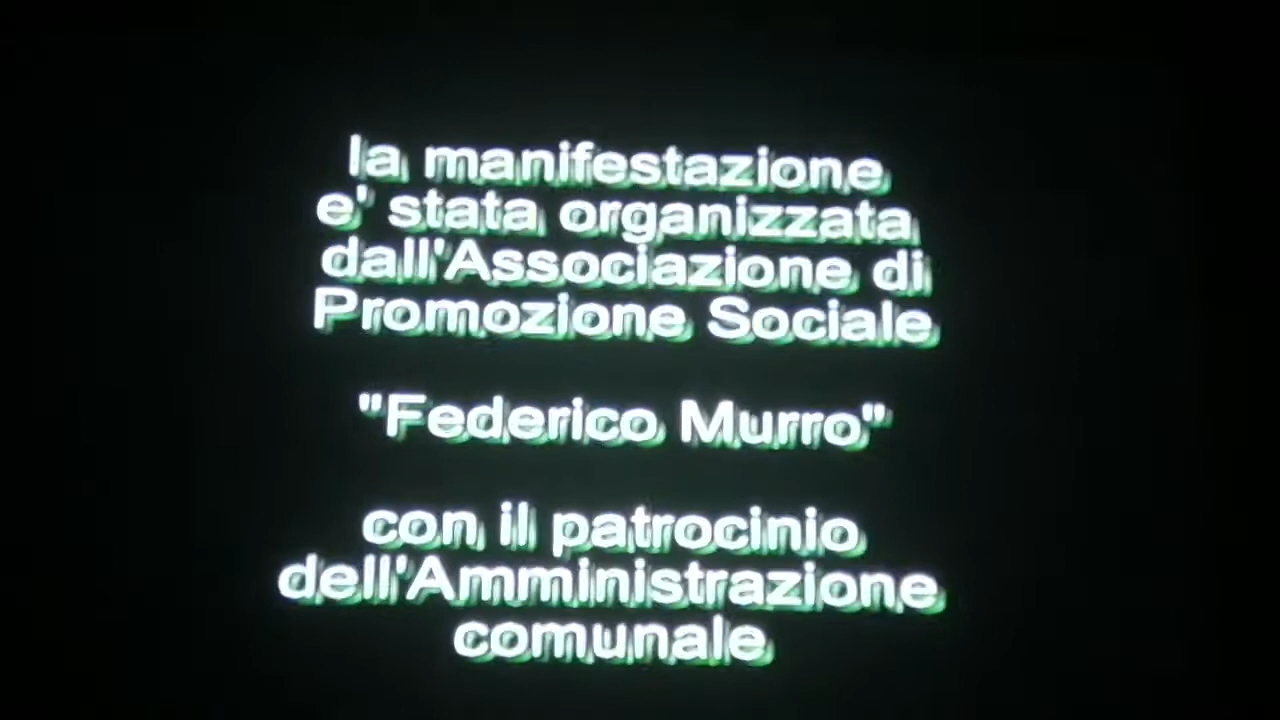 la manifestazione
e' stata organizzata
dall'Associazione di
Promozione Sociale
"Federico Murro"
con il patrocinio
dell'Amministrazione
comunale